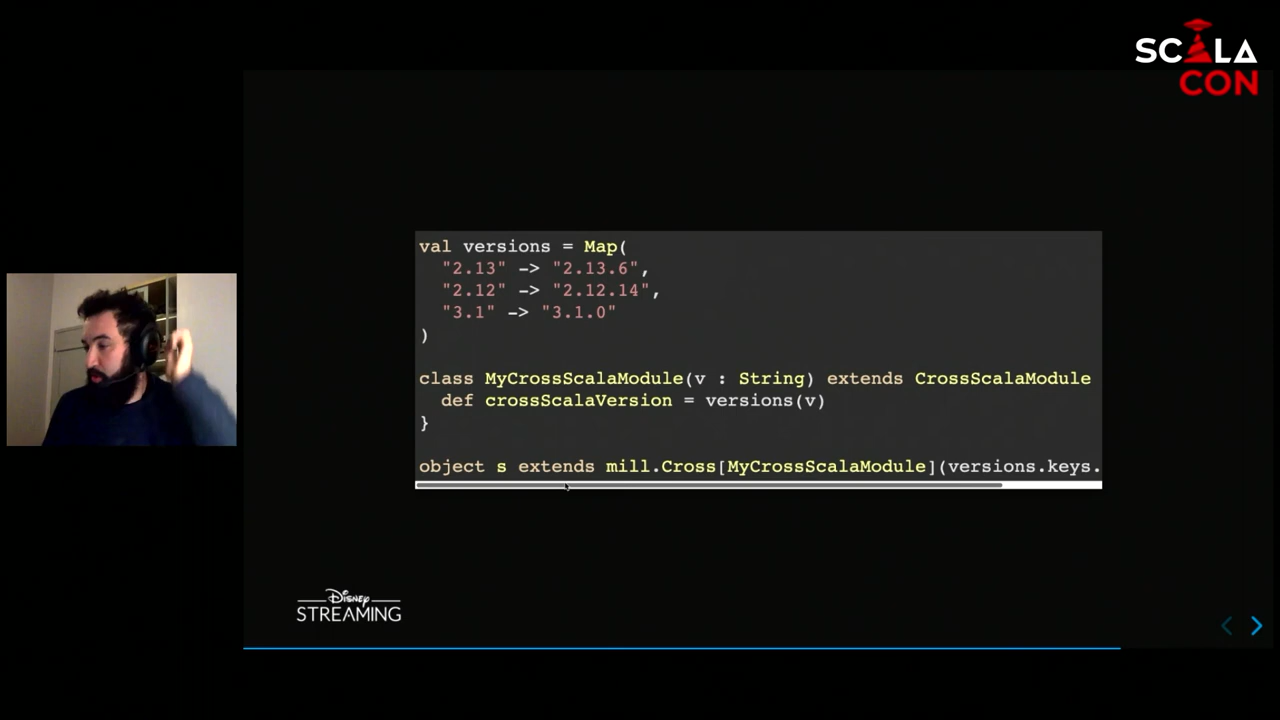 SCALA
CON
val versions = Map(
"2.13" -> "2.13.6",
"2.12" -> "2.12.14",
"3.1" -> "3.1.0"
)
class MyCrossScalaModule(v : String) extends CrossScalaModule
def crossScalaVersion = versions(v)
}
object s extends mill.Cross[MyCrossScalaModule](versions.keys.
Disney
STREAMING